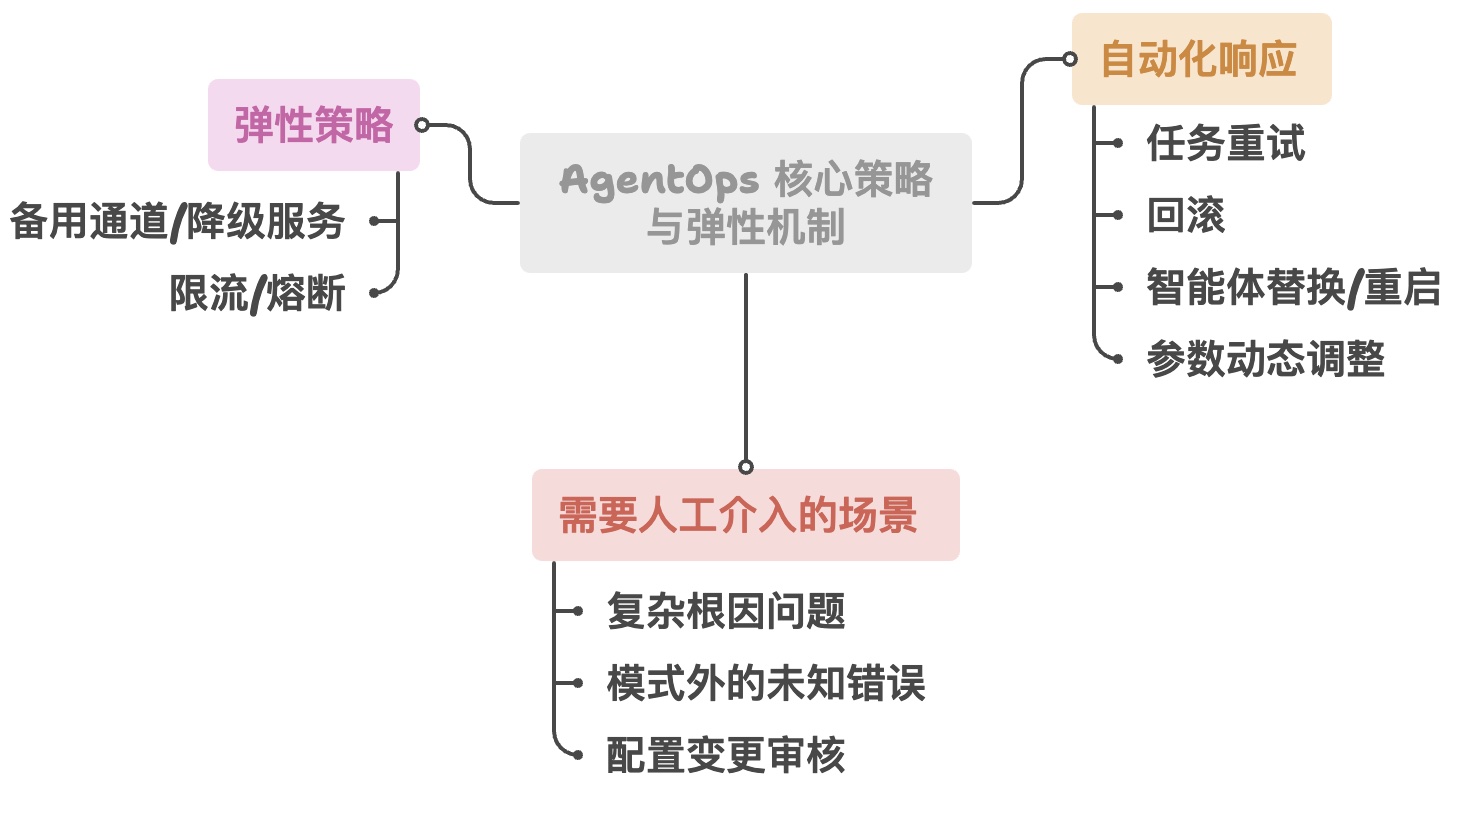 AgentOps 核心策略
与弹性机制
弹性策略
备用通道/降级服务
限流/熔断
自动化响应
任务重试
回滚
智能体替换/重启
参数动态调整
需要人工介入的场景
复杂根因问题
模式外的未知错误
配置变更审核